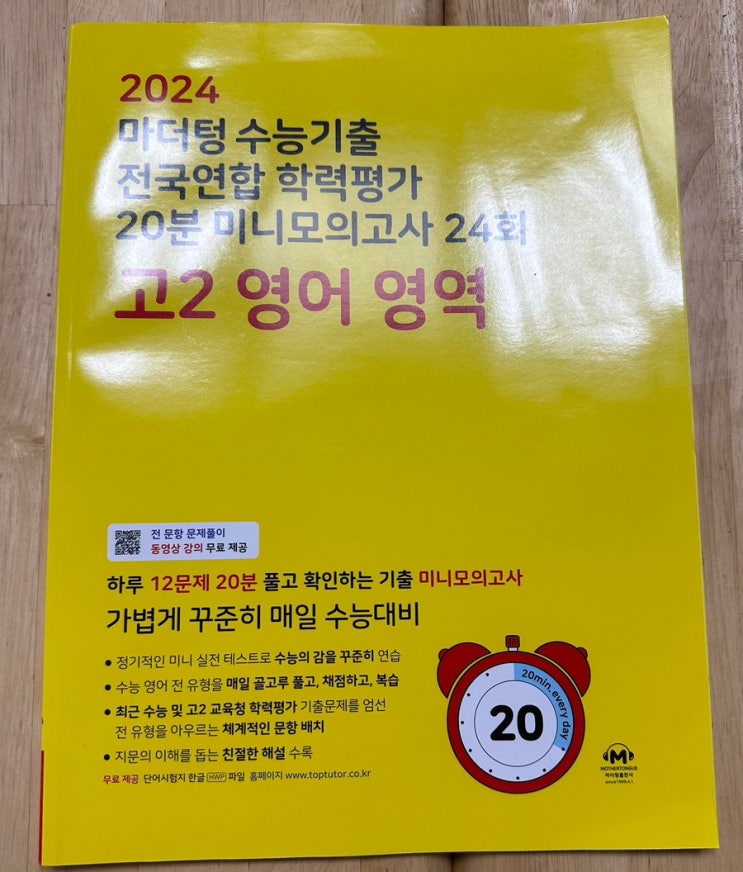 2024
마더텅 수능기출
전국연합 학력평가
20분 미니모의고사 24회
고2 영어 영역
전 문항 문제풀이
동영상 강의 무료 제공
하루 12문제 20분 풀고 확인하는 기출 미니모의고사
가볍게 꾸준히 매일 수능대비
• 정기적인 미니 실전 테스트로 수능의 감을 꾸준히 연습
• 수능 영어 전 유형을 매일 골고루 풀고, 채점하고, 복습
• 최근 수능 및 고2 교육청 학력평가 기출문제를 엄선
전 유형을 아우르는 체계적인 문항 배치
• 지문의 이해를 돕는 친절한 해설 수록
무료 제공 단어시험지 한글 HWP 파일 홈페이지 www.toptutor.co.kr
20min. every day
20
M
MOTHERTONGUE
마더텅출판사
since1999.4.1.